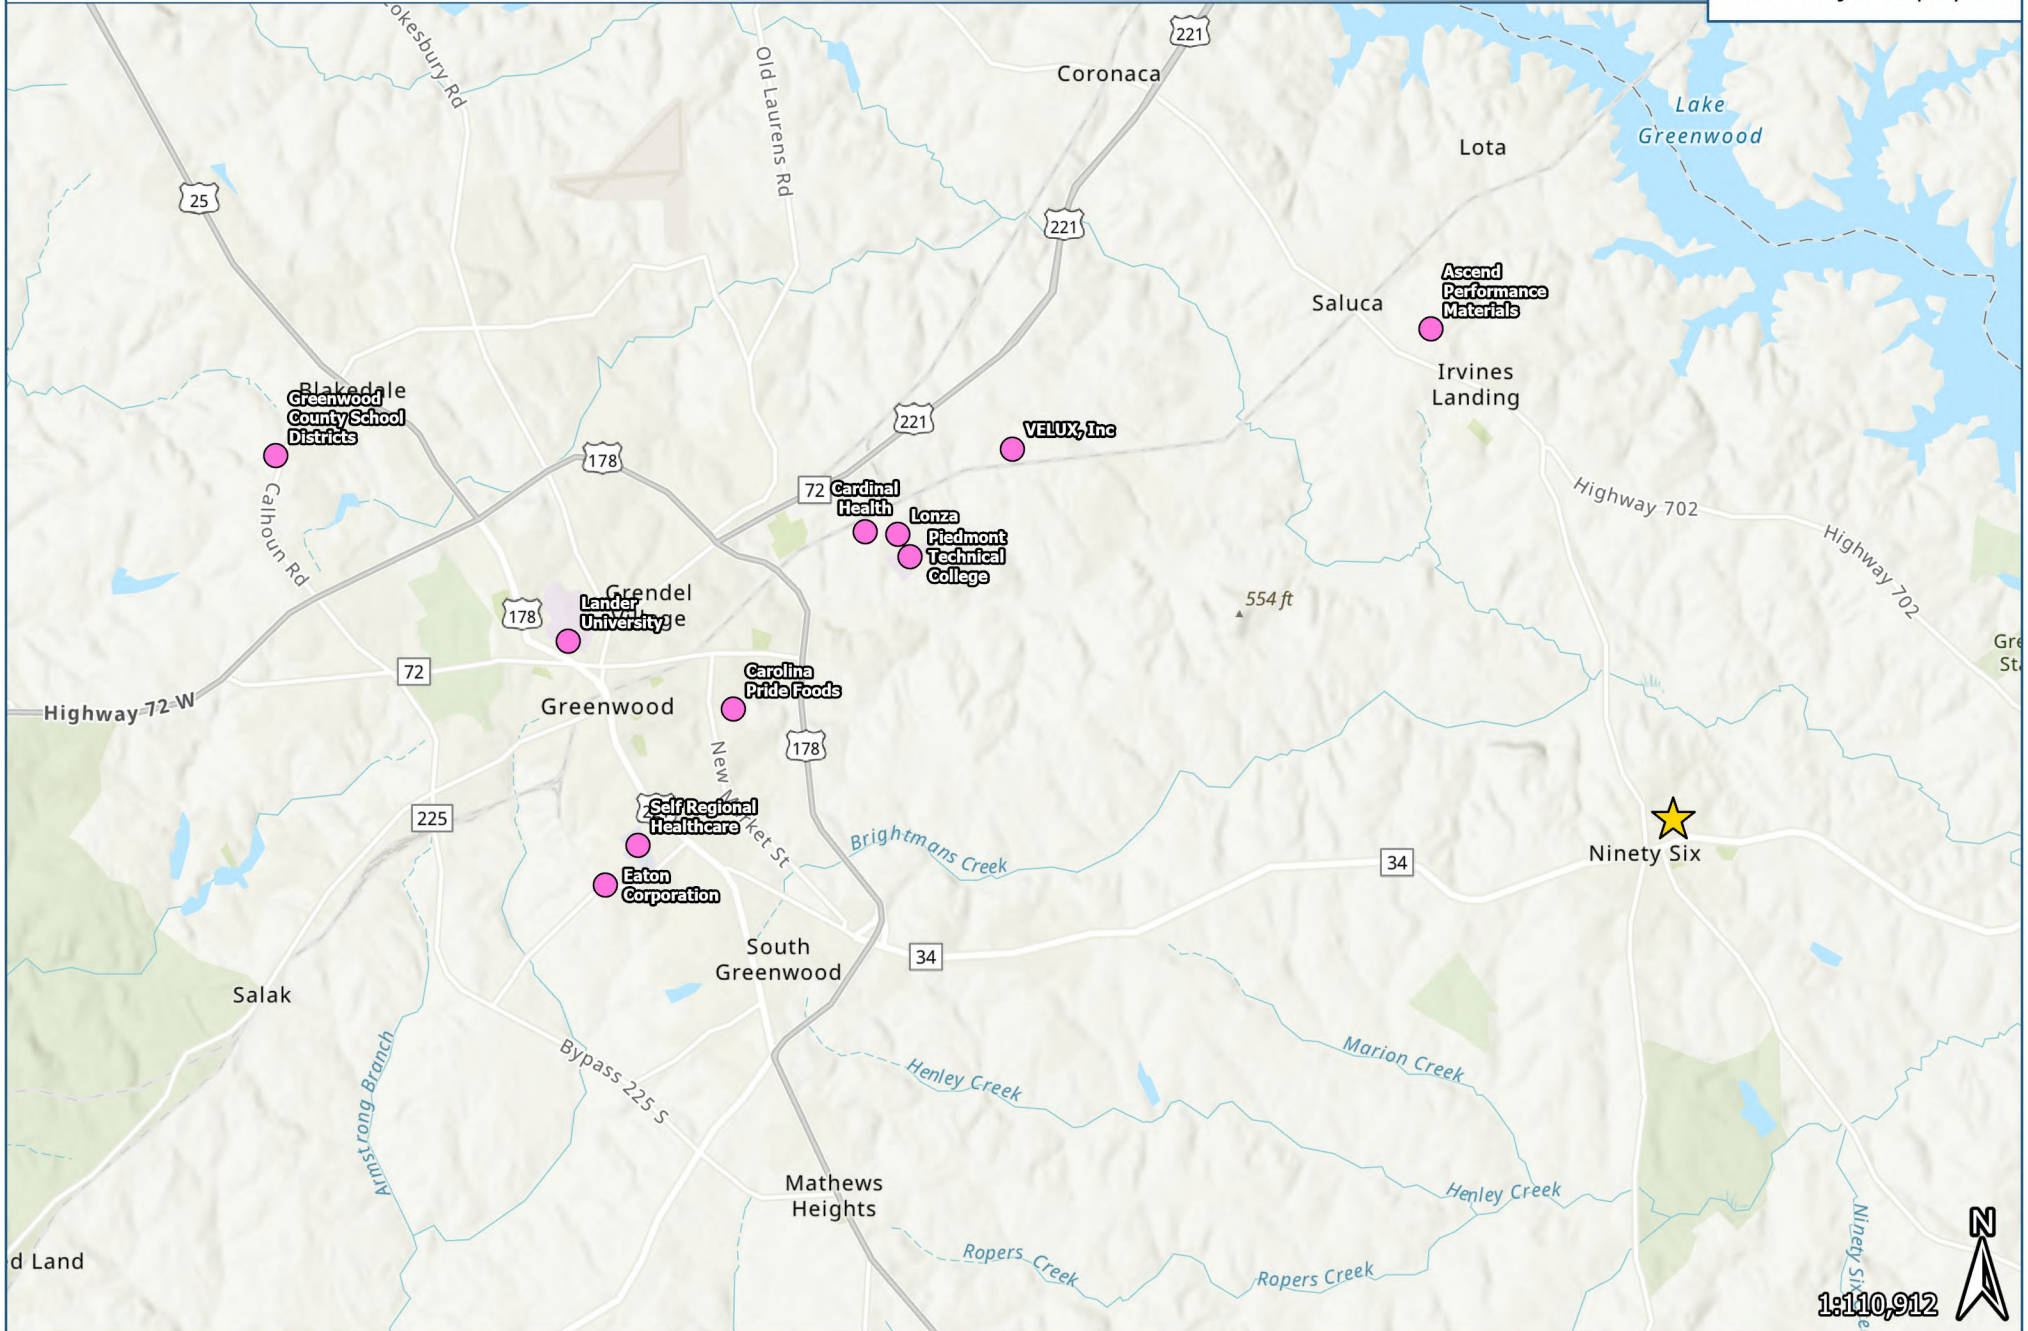 Cokesbury Rd
Old Laurens Rd
221
Coronaca
Lake
Greenwood
Lota
25
221
Ascend
Performance
Materials
Saluca
Irvines
Landing
Blakedale
Greenwood
County School
Districts
221
VELUX, Inc
178
72
Cardinal
Health
Lonza
Piedmont
Technical
College
Calhoun Rd
Highway 702
Highway 702
554 ft
Grendel
Lander
University
178
72
Carolina
Pride Foods
Highway 72 W
Greenwood
178
New Market St
225
Self Regional
Healthcare
Brightmans Creek
Ninety Six
34
Eaton
Corporation
South
Greenwood
34
Salak
Armstrong Branch
Bypass 225 S
Henley Creek
Marion Creek
Mathews
Heights
Henley Creek
Ropers Creek
Ropers Creek
Ninety Six
N
d Land
1:110,912